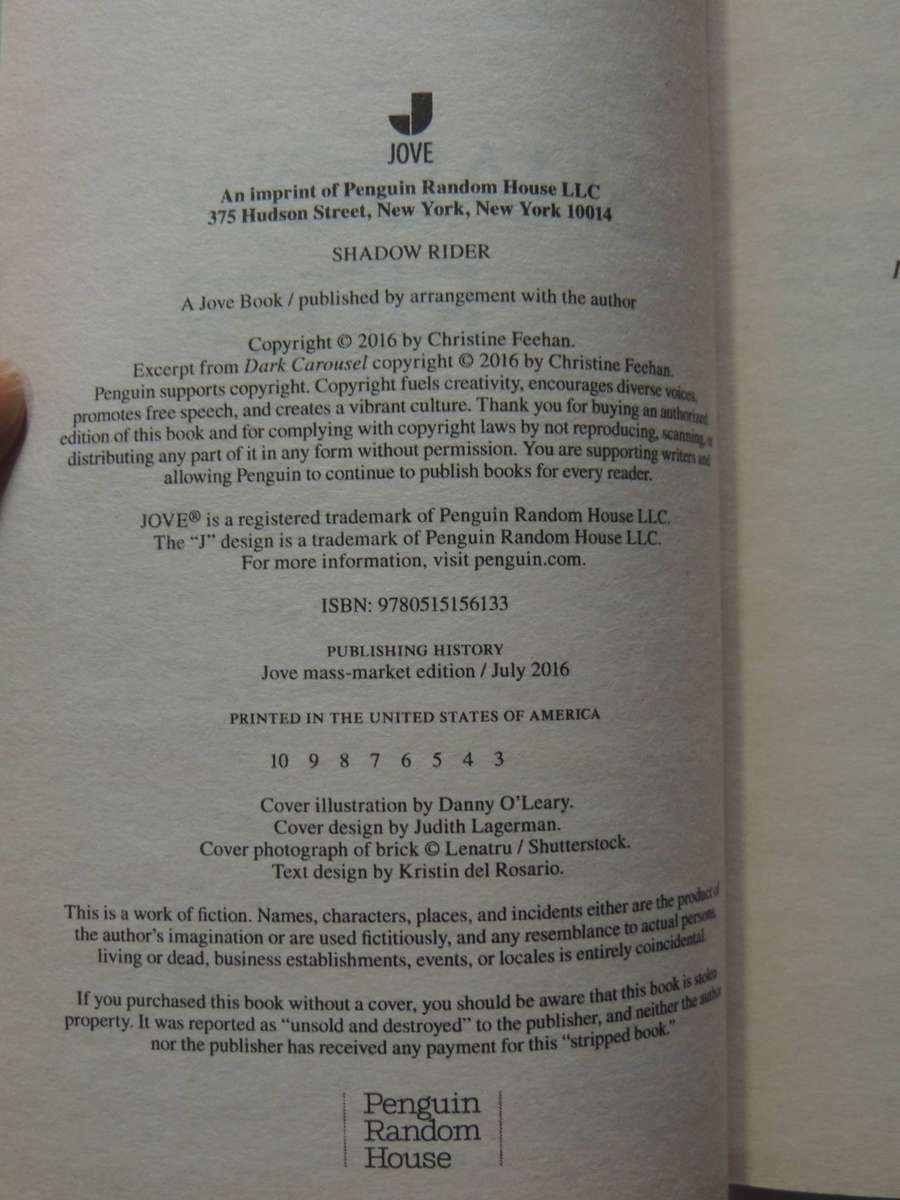 JOVE
An imprint of Penguin Random House LLC
375 Hudson Street, New York, New York 10014
SHADOW RIDER
A Jove Book / published by arrangement with the author
Copyright © 2016 by Christine Feehan.
Excerpt from Dark Carousel copyright © 2016 by Christine Feehan.
Penguin supports copyright. Copyright fuels creativity, encourages diverse voices,
promotes free speech, and creates a vibrant culture. Thank you for buying an authorized
edition of this book and for complying with copyright laws by not reproducing, scanning, or
distributing any part of it in any form without permission. You are supporting writers and
allowing Penguin to continue to publish books for every reader.
JOVE® is a registered trademark of Penguin Random House LLC.
The “J” design is a trademark of Penguin Random House LLC.
For more information, visit penguin.com.
ISBN: 9780515156133
PUBLISHING HISTORY
Jove mass-market edition / July 2016
PRINTED IN THE UNITED STATES OF AMERICA
10 9 8 7 6 5 4 3
Cover illustration by Danny O’Leary.
Cover design by Judith Lagerman.
Cover photograph of brick © Lenatru / Shutterstock.
Text design by Kristin del Rosario.
This is a work of fiction. Names, characters, places, and incidents either are the product of
the author’s imagination or are used fictitiously, and any resemblance to actual persons,
living or dead, business establishments, events, or locales is entirely coincidental.
If you purchased this book without a cover, you should be aware that this book is stolen
property. It was reported as “unsold and destroyed” to the publisher, and neither the author
nor the publisher has received any payment for this “stripped book.”
Penguin
Random
House